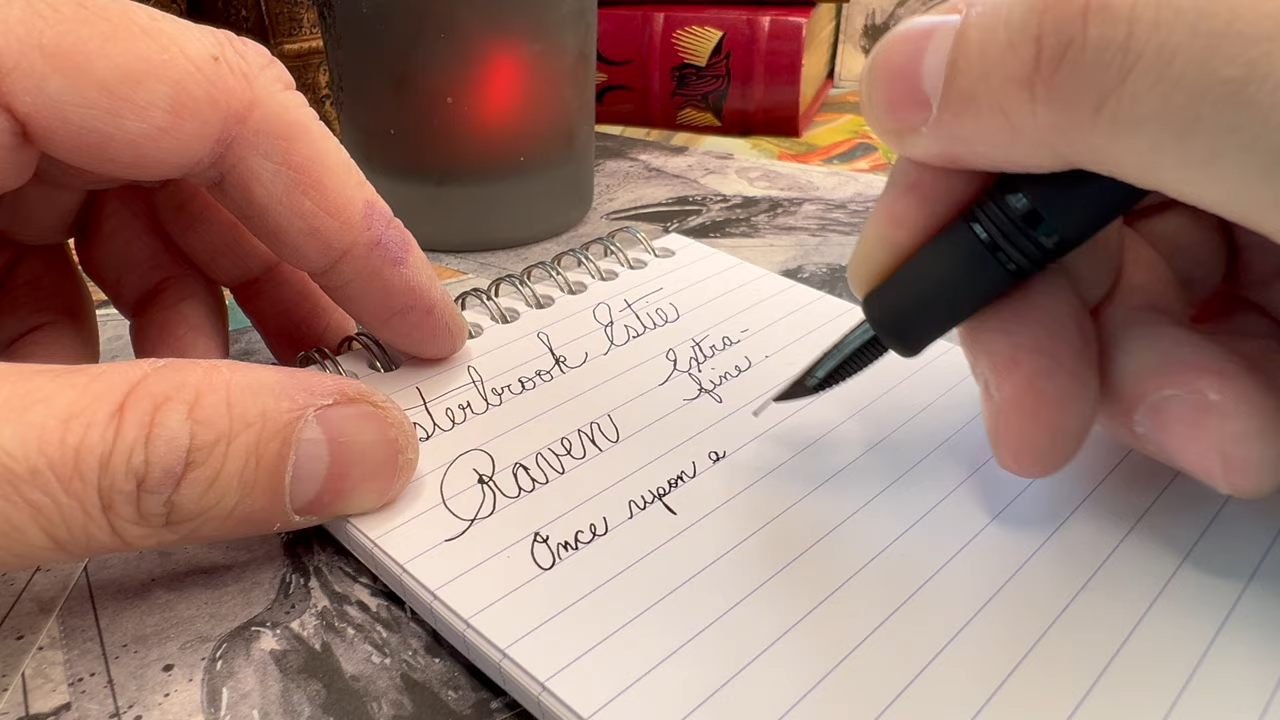 sterbrook Estie
Extra-
fine.
Raven
Once upon a